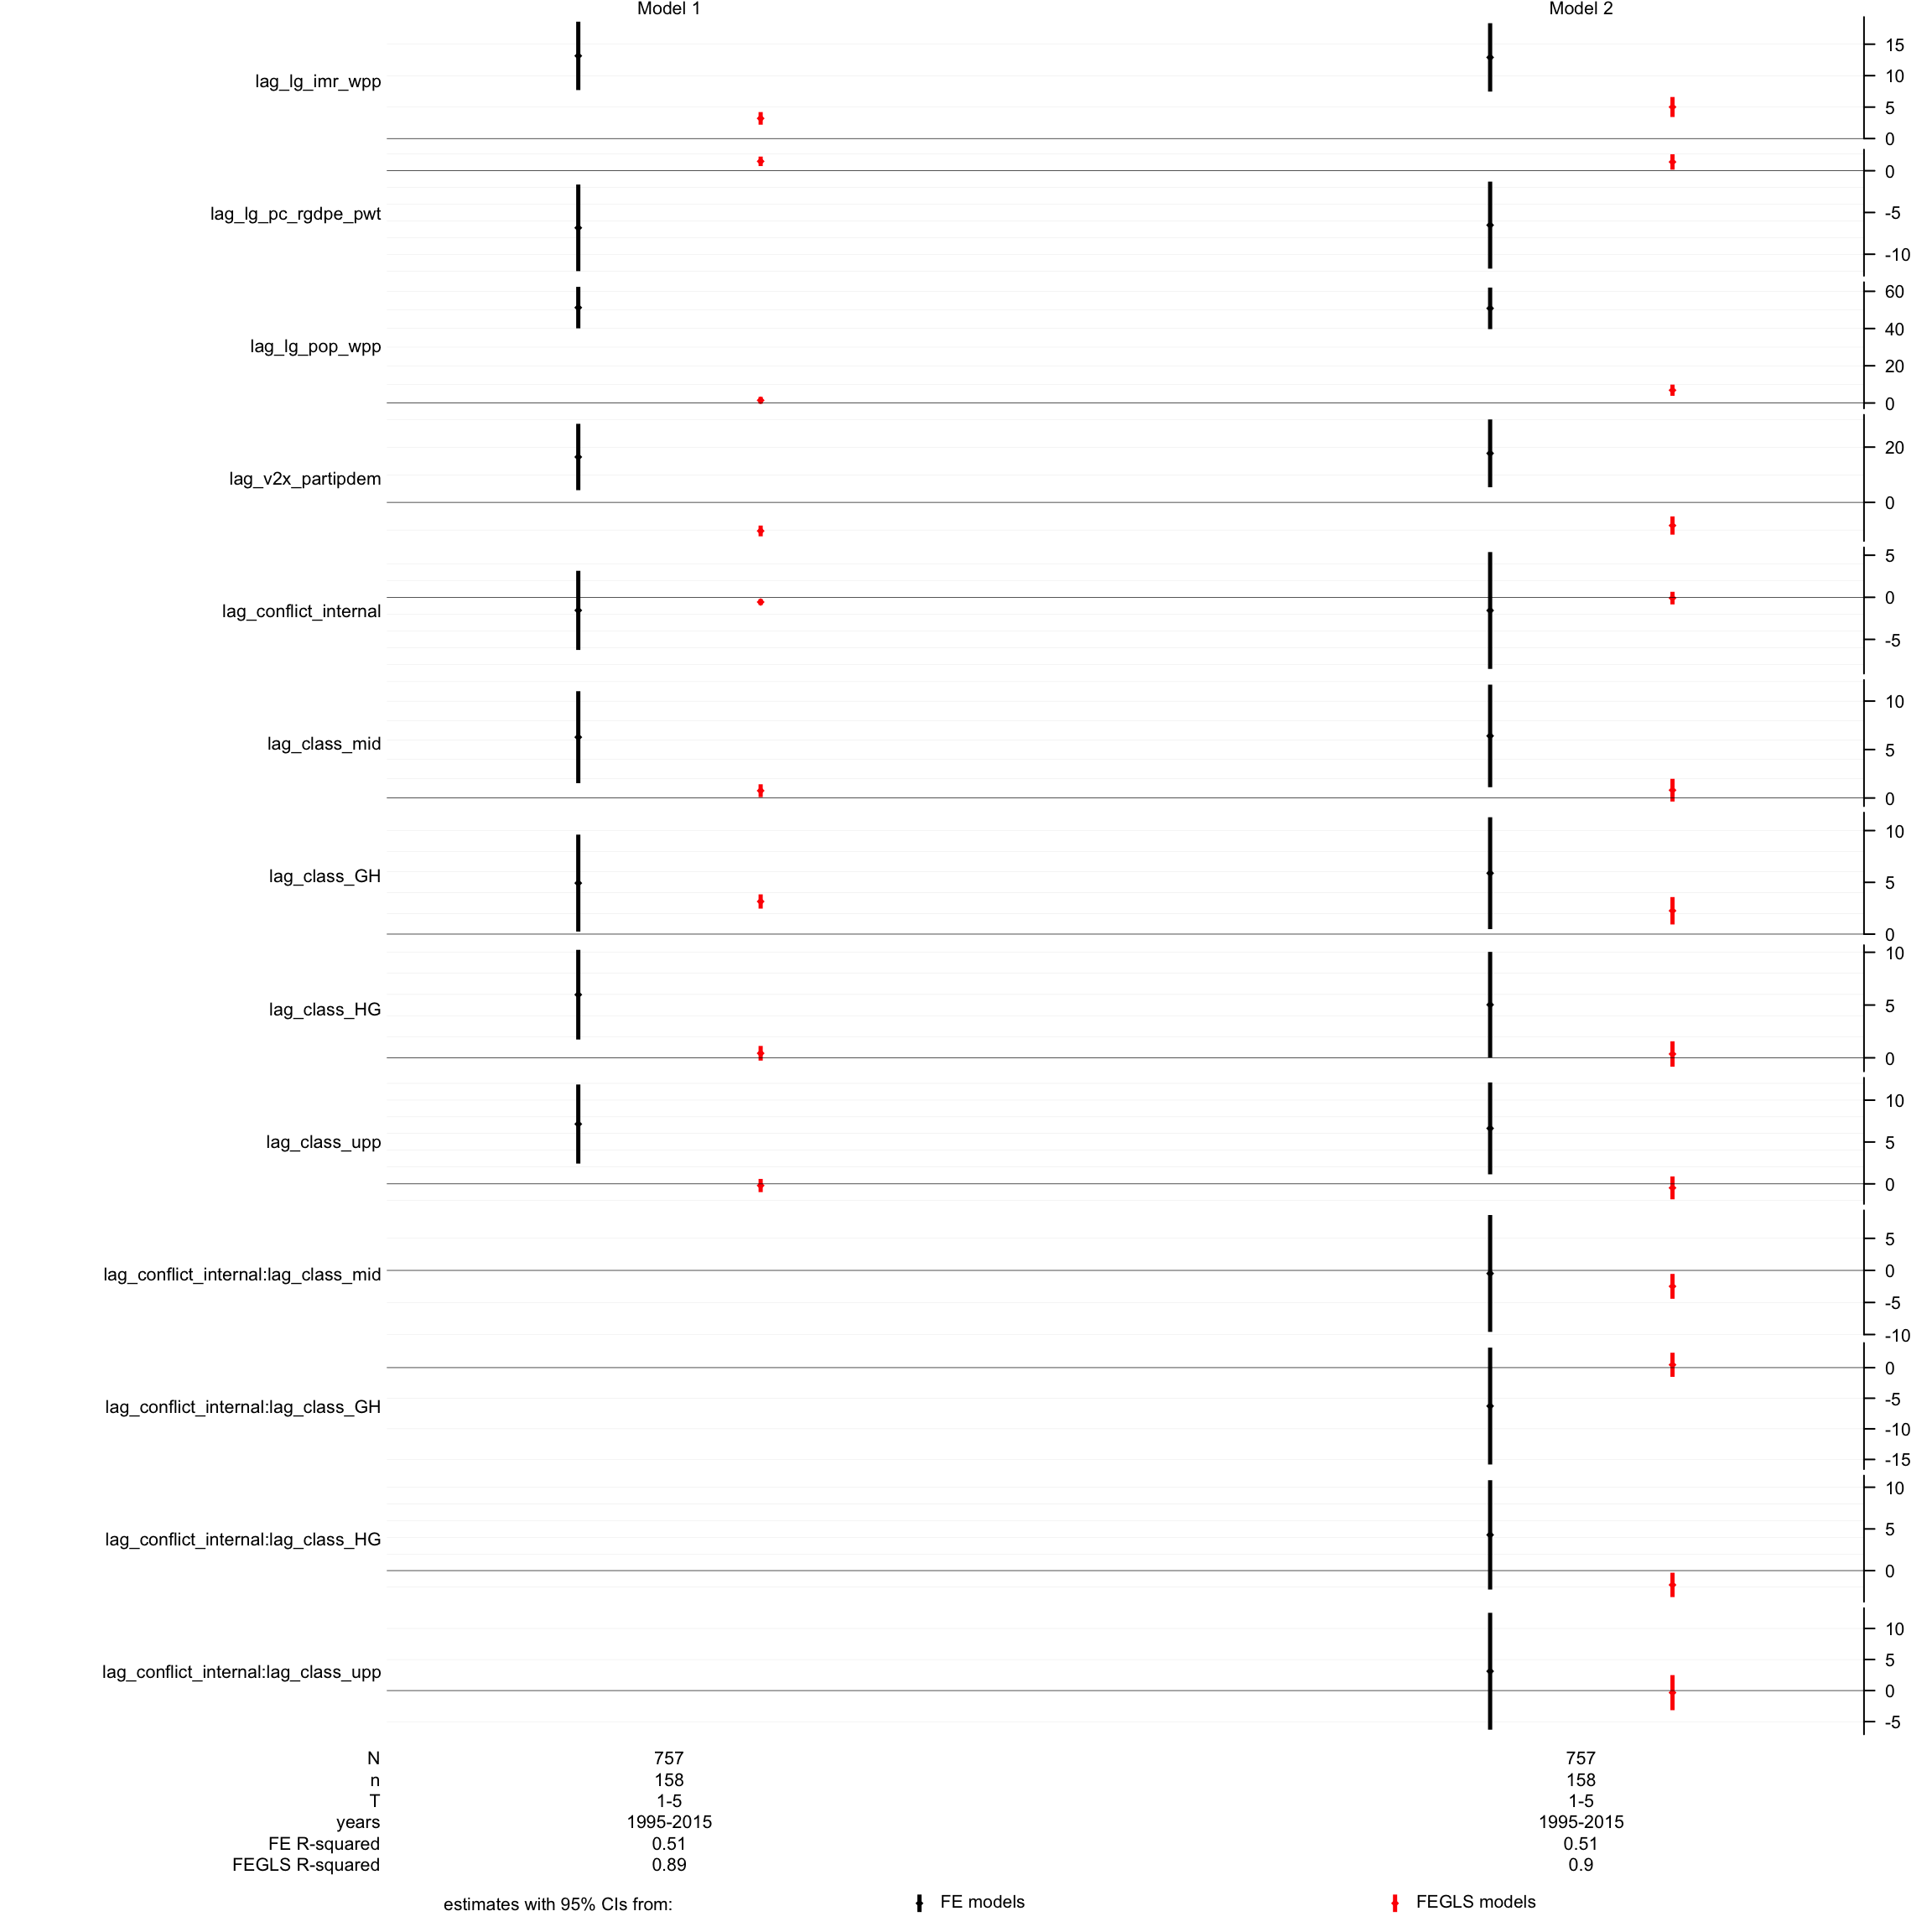 Model 1 Model 2
15
10
lag_lg_imr_wpp
5
0
0
lag_lg_pc_rgdpe_pwt -5
-10
60
40
lag_lg_pop_wpp
20
0
20
lag_v2x_partipdem
0
5
0
lag_conflict_internal
-5
10
lag_class_mid
5
0
10
lag_class_GH
5
0
10
lag_class_HG
5
0
10
lag_class_upp 5
0
5
lag_conflict_internal:lag_class_mid 0
-5
-10
0
-5
lag_conflict_internal:lag_class_GH
-10
-15
10
5
lag_conflict_internal:lag_class_HG
0
10
5
lag_conflict_internal:lag_class_upp
0
-5
N 757 757
n 158 158
T 1-5 1-5
years 1995-2015 1995-2015
FE R-squared 0.51 0.51
FEGLS R-squared 0.89 0.9
estimates with 95% CIs from: FE models FEGLS models